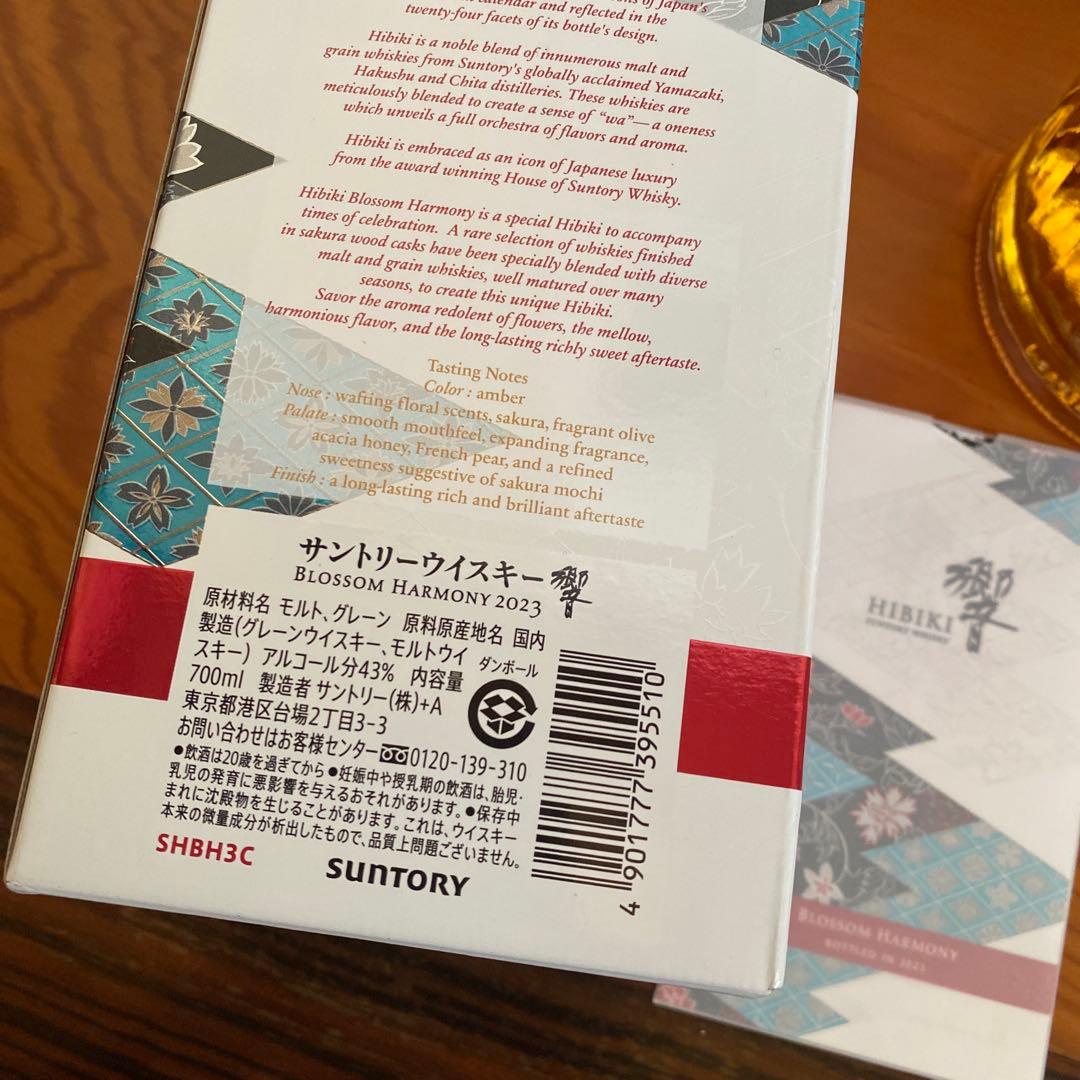 of Japan's
calendar and reflected in the
twenty-four facets of its bottle's design.
Hibiki is a noble blend of innumerous malt and
grain whiskies from Suntory's globally acclaimed Yamazaki,
Hakushu and Chita distilleries. These whiskies are
meticulously blended to create a sense of “wa”— a oneness
which unveils a full orchestra of flavors and aroma.
Hibiki is embraced as an icon of Japanese luxury
from the award winning House of Suntory Whisky.
Hibiki Blossom Harmony is a special Hibiki to accompany
times of celebration. A rare selection of whiskies finished
in sakura wood casks have been specially blended with diverse
malt and grain whiskies, well matured over many
seasons, to create this unique Hibiki.
Savor the aroma redolent of flowers, the mellow,
harmonious flavor, and the long-lasting richly sweet aftertaste.
Tasting Notes
Color : amber
Nose : wafting floral scents, sakura, fragrant olive
Palate : smooth mouthfeel, expanding fragrance,
acacia honey, French pear, and a refined
sweetness suggestive of sakura mochi
Finish : a long-lasting rich and brilliant aftertaste
サントリーウイスキー 響
BLOSSOM HARMONY 2023
原材料名 モルト、グレーン 原料原産地名 国内
製造(グレーンウイスキー、モルトウイ
スキー) アルコール分43% 内容量
700ml 製造者 サントリー(株)+A
東京都港区台場2丁目3-3
お問い合わせはお客様センター 0120-139-310
●飲酒は20歳を過ぎてから●妊娠中や授乳期の飲酒は、胎児・
乳児の発育に悪影響を与えるおそれがあります。●保存中
まれに沈殿物を生じることがあります。これは、ウイスキー
本来の微量成分が析出したもので、品質上問題ございません。
ダンボール
SHBH3C
SUNTORY
4 901777 395510
響
HIBIKI
SUNTORY WHISKY
BLOSSOM HARMONY
BOTTLED IN 2023